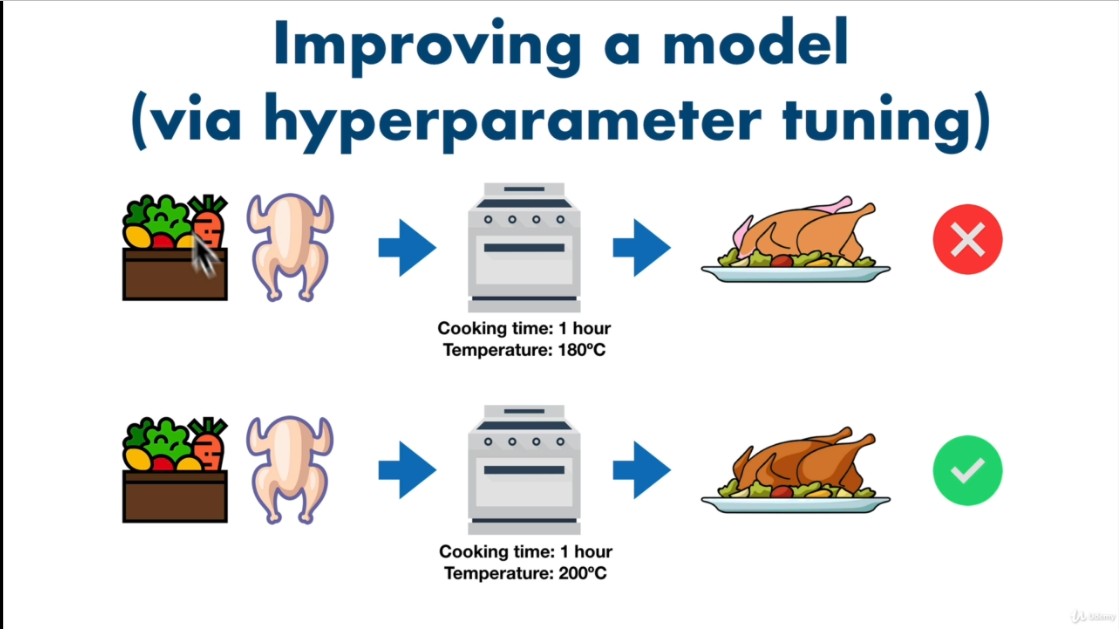 Improving a model
(via hyperparameter tuning)
Cooking time: 1 hour
Temperature: 180ºC
Cooking time: 1 hour
Temperature: 200ºC
Udemy